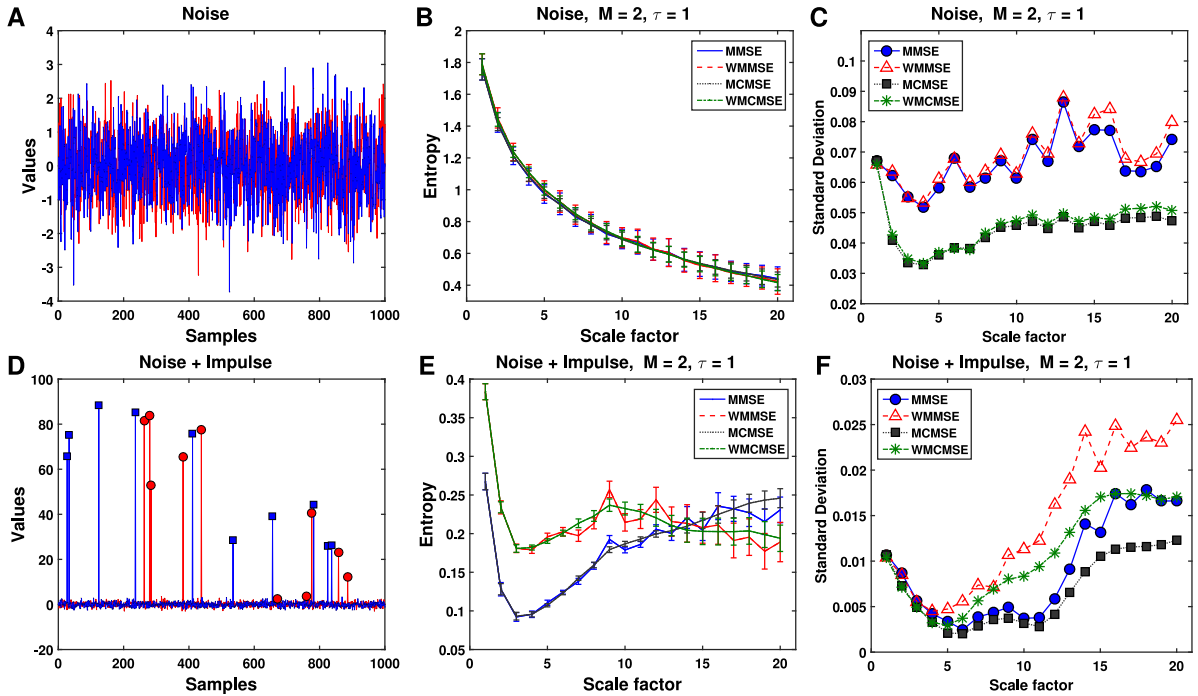 A
Noise
Values
4
3
2
1
0
-1
-2
-3
-4
0
200
400
600
800
1000
Samples
B
Noise, M = 2, τ = 1
Entropy
2
1.8
1.6
1.4
1.2
1
0.8
0.6
0.4
MMSE
WMMSE
MCMSE
WMCMSE
0
5
10
15
20
Scale factor
C
Noise, M = 2, τ = 1
Standard Deviation
0.1
0.09
0.08
0.07
0.06
0.05
0.04
0.03
0.02
MMSE
WMMSE
MCMSE
WMCMSE
0
5
10
15
20
Scale factor
D
Noise + Impulse
Values
100
80
60
40
20
0
-20
0
200
400
600
800
1000
Samples
E
Noise + Impulse, M = 2, τ = 1
Entropy
0.4
0.35
0.3
0.25
0.2
0.15
0.1
0.05
MMSE
WMMSE
MCMSE
WMCMSE
0
5
10
15
20
Scale factor
F
Noise + Impulse, M = 2, τ = 1
Standard Deviation
0.03
0.025
0.02
0.015
0.01
0.005
0
MMSE
WMMSE
MCMSE
WMCMSE
0
5
10
15
20
Scale factor